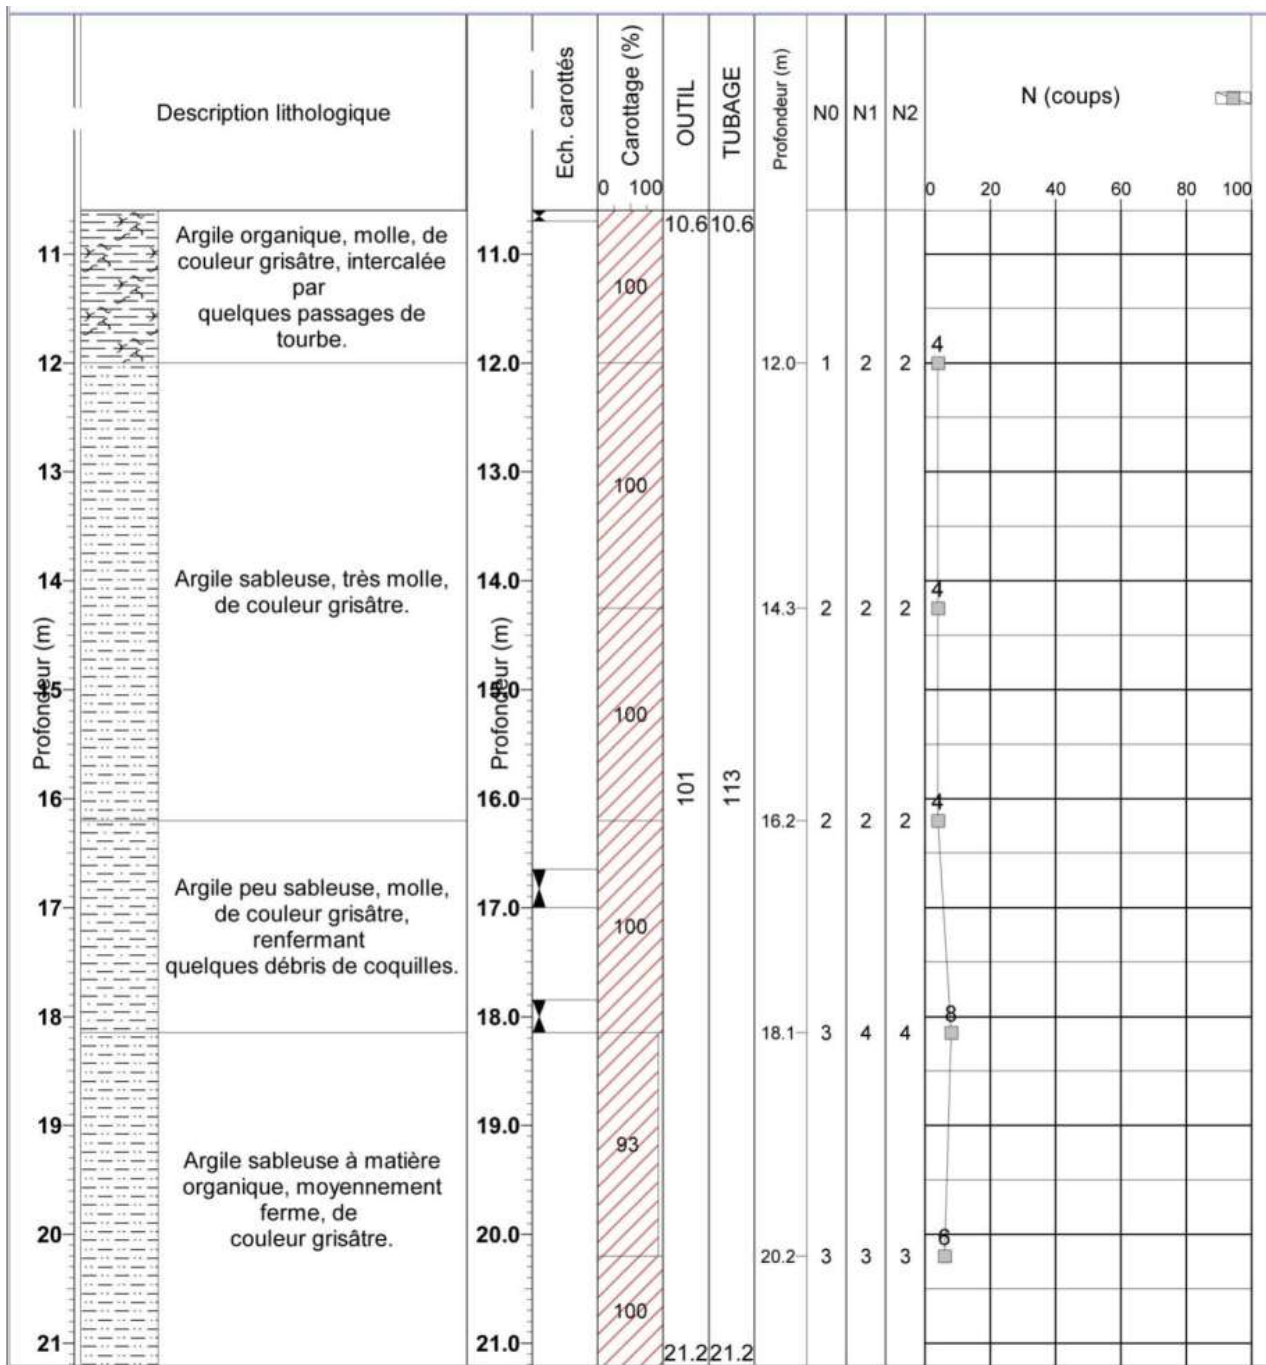 Description lithologique
Ech. carottés
Carottage (%)
0 100
OUTIL
TUBAGE
Profondeur (m)
N0 N1 N2
N (coups)
0 20 40 60 80 100
10.6 10.6
Argile organique, molle, de
couleur grisâtre, intercalée
par
quelques passages de
tourbe.
11 11.0
100
12 12.0
12.0 1 2 2 4
13 13.0
100
Argile sableuse, très molle,
de couleur grisâtre.
14 14.0
14.3 2 2 2 4
Profondeur (m)
Profondeur (m)
15 15.0
100
101
113
16 16.0
16.2 2 2 2 4
Argile peu sableuse, molle,
de couleur grisâtre,
renfermant
quelques débris de coquilles.
17 17.0
100
18 18.0
18.1 3 4 4 8
19 19.0
93
Argile sableuse à matière
organique, moyennement
ferme, de
couleur grisâtre.
20 20.0
20.2 3 3 3 6
100
21 21.0
21.2 21.2